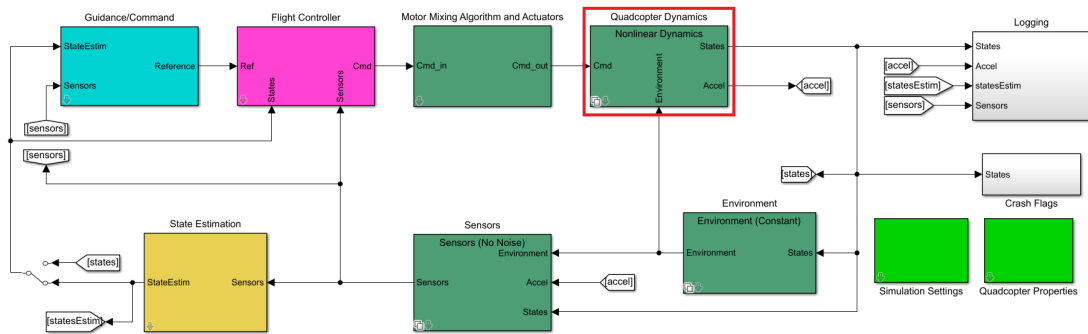 Guidance/Command
StateEstim
Reference
Sensors
[sensors]
[sensors]
Flight Controller
Ref
Cmd
States
Sensors
Motor Mixing Algorithm and Actuators
Cmd_in
Cmd_out
Quadcopter Dynamics
Nonlinear Dynamics
States
Cmd
Environment
Accel
[accel]
Logging
States
[accel]
Accel
[statesEstim]
statesEstim
[sensors]
Sensors
[states]
States
Crash Flags
State Estimation
[states]
StateEstim
Sensors
[statesEstim]
Sensors
Sensors (No Noise)
Environment
Sensors
Accel
[accel]
States
Environment
Environment (Constant)
Environment
States
Simulation Settings
Quadcopter Properties